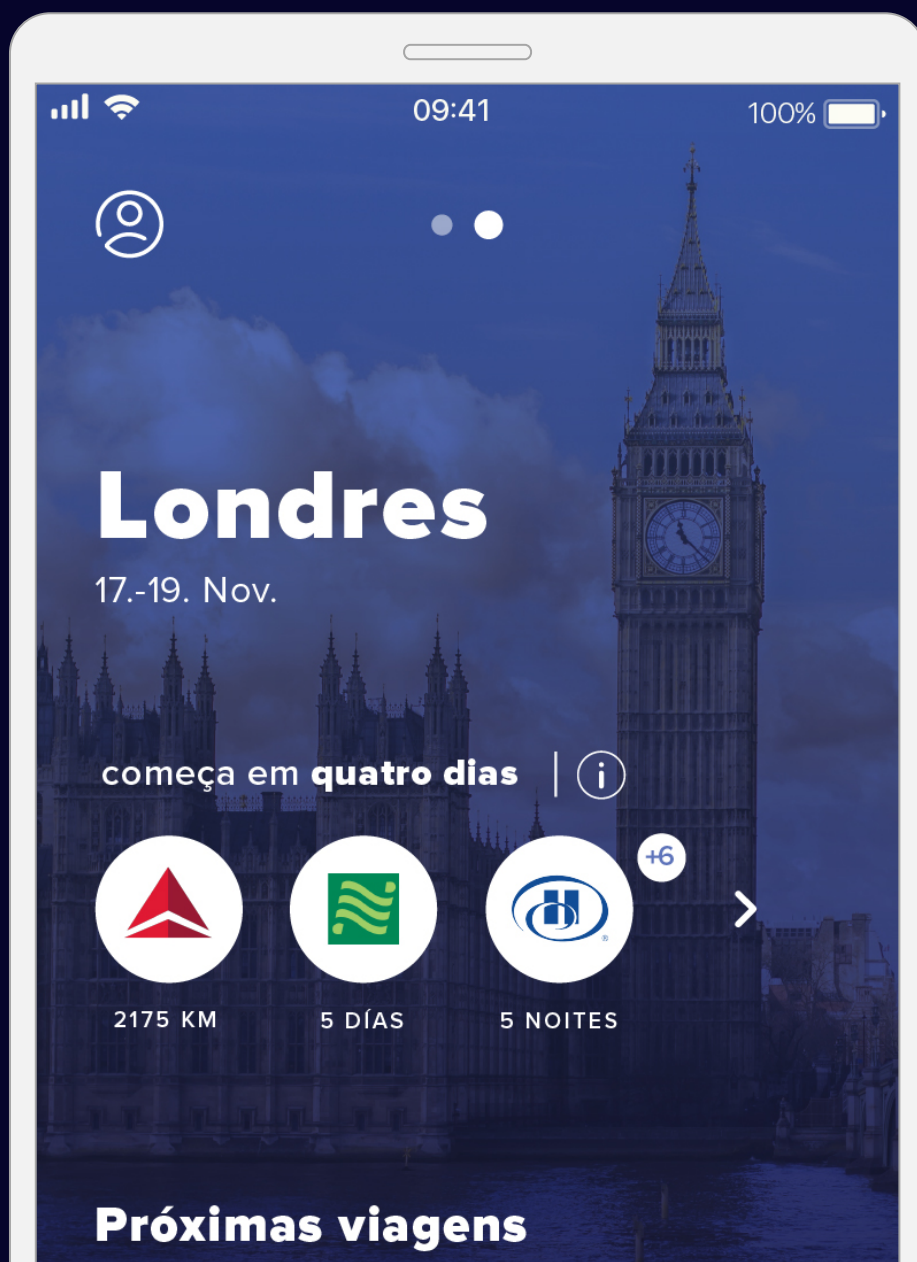 09:41
100%
Londres
17.-19. Nov.
começa em quatro dias
i
+6
2175 KM
5 DÍAS
5 NOITES
Próximas viagens